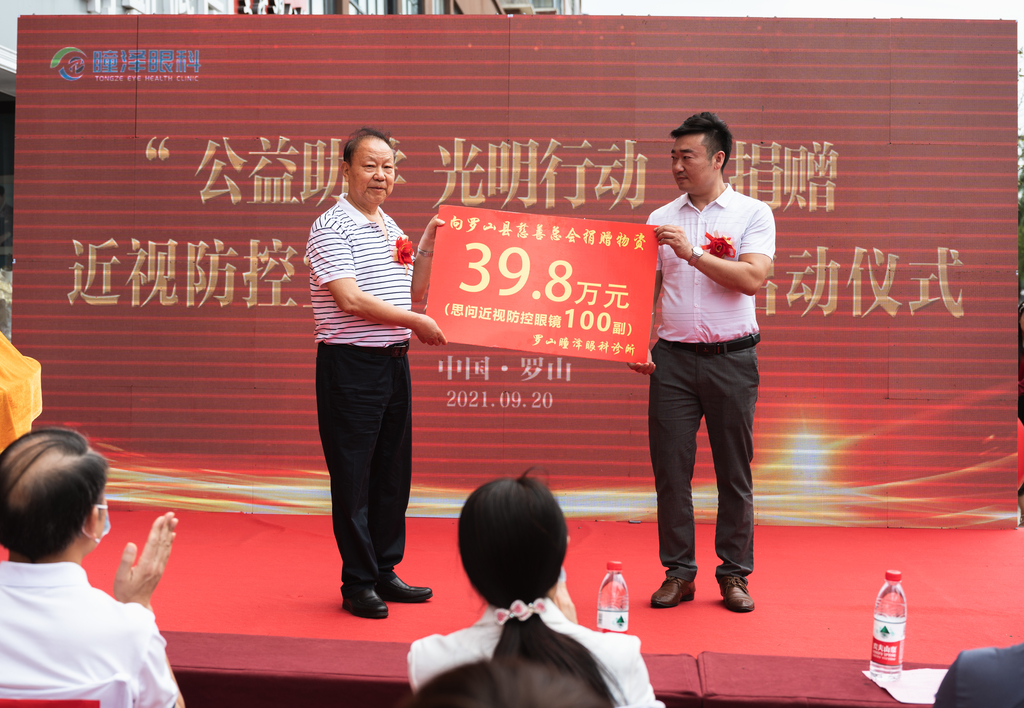 瞳泽眼科
TONGZE EYE HEALTH CLINIC
“公益助 光明行动 捐赠
近视防控 活动仪式
向罗山县慈善总会捐赠物资
39.8万元
(思问近视防控眼镜100副)
罗山瞳泽眼科诊所
中国·罗山
2021.09.20